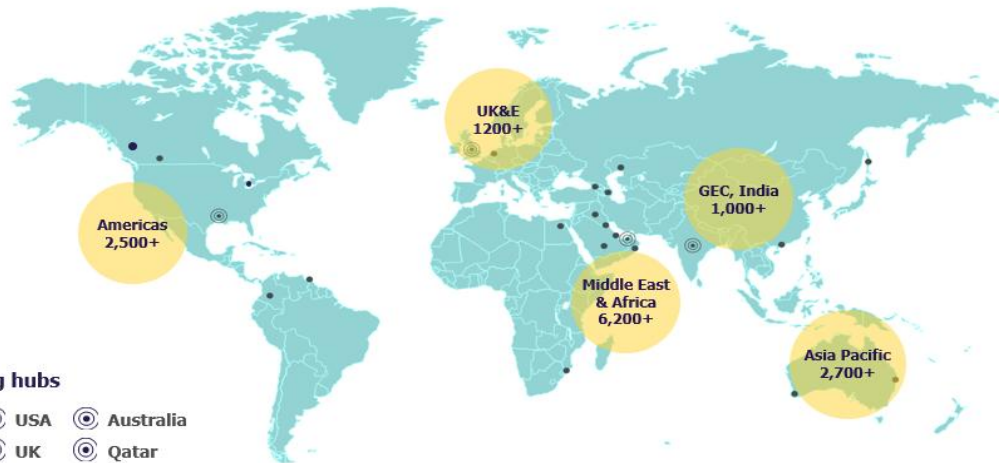 UK&E
1200+
GEC, India
1,000+
Americas
2,500+
Middle East
& Africa
6,200+
Asia Pacific
2,700+
hubs
USA Australia
UK Qatar